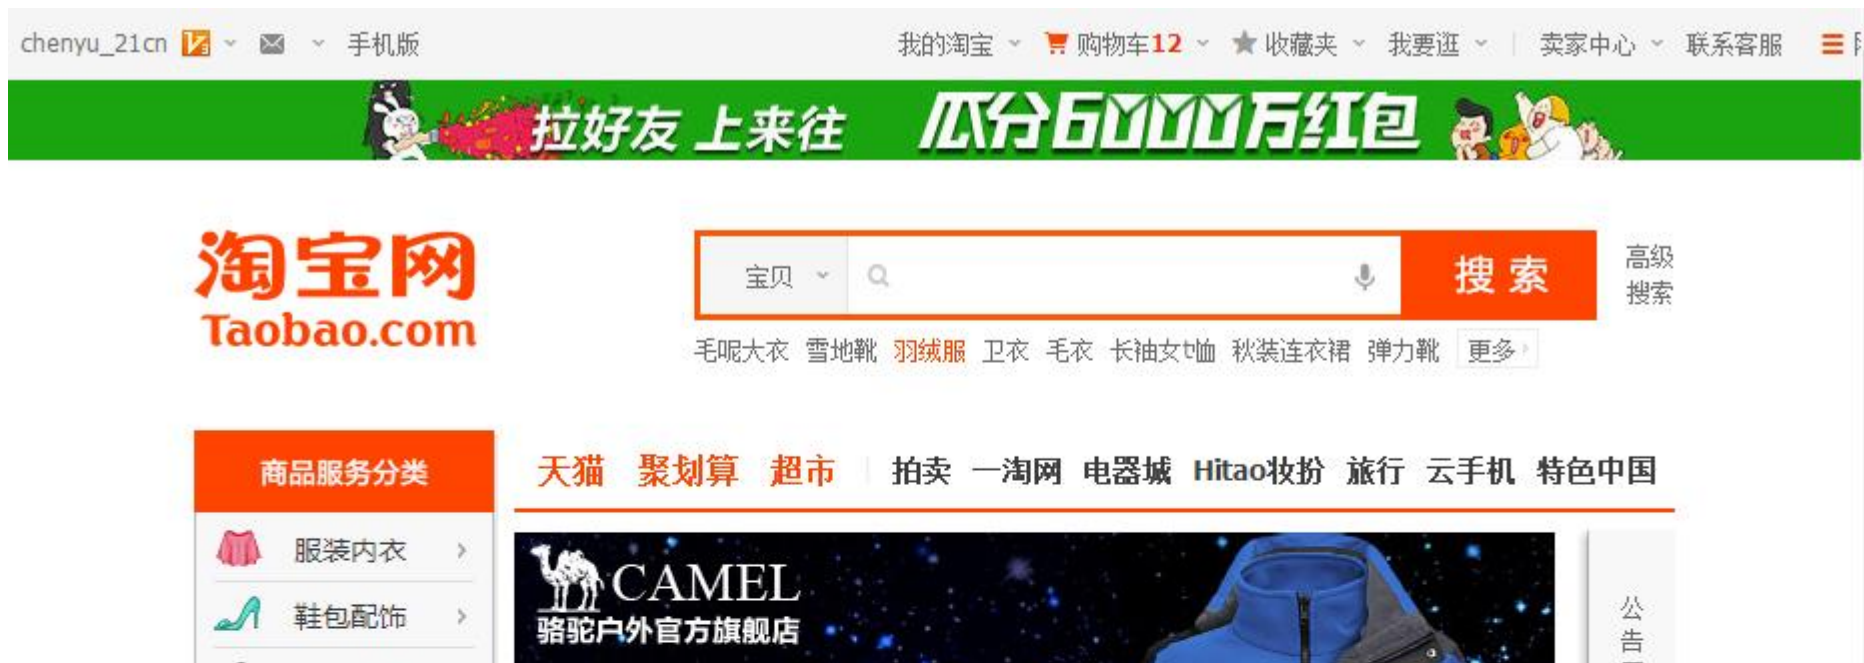 chenyu_21cn 手机版 我的淘宝 购物车12 收藏夹 我要逛 卖家中心 联系客服
拉好友 上来往 瓜分6000万红包
淘宝网
Taobao.com
宝贝 搜索 高级搜索
毛呢大衣 雪地靴 羽绒服 卫衣 毛衣 长袖女t恤 秋装连衣裙 弹力靴 更多
商品服务分类
天猫 聚划算 超市 拍卖 一淘网 电器城 Hitao妆扮 旅行 云手机 特色中国
服装内衣
鞋包配饰
CAMEL
骆驼户外官方旗舰店
公告